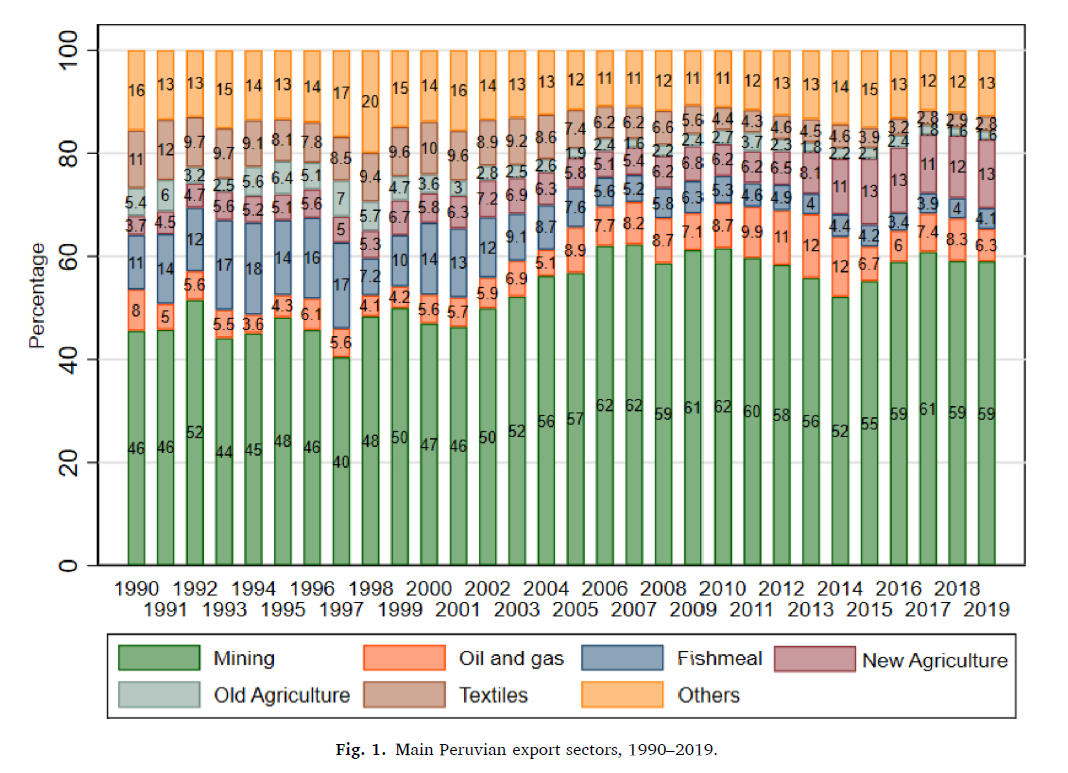 Percentage
100
80
60
40
20
0
16 13 13 15 14 13 14 17 20 15 14 16 14 13 13 12 11 11 12 11 11 12 13 13 14 15 13 12 12 13
11 12 9.7 9.7 9.1 8.1 7.8 8.5 9.4 9.6 10 9.6 8.9 9.2 8.6 7.4 6.2 6.2 6.6 5.6 4.4 4.3 4.6 4.5 4.6 3.9 3.2 2.8 2.9 2.8
5.4 6 3.2 2.5 5.6 6.4 5.1 7 5.7 4.7 3.6 3 2.8 2.5 2.6 1.9 2.4 1.6 2.2 2.4 2.7 3.7 2.3 1.8 2.2 1.6 1.8
3.7 4.5 4.7 5.6 5.2 5.1 5.6 5 5.3 6.7 5.8 6.3 7.2 6.9 6.3 5.8 5.1 5.4 6.2 6.8 6.2 6.2 6.5 8.1 11 13 13 11 12 13
11 14 12 17 18 14 16 17 7.2 10 14 13 12 9.1 8.7 7.6 5.6 5.2 5.8 6.3 5.3 4.6 4.9 4 4.4 4.2 3.4 3.9 4 4.1
8 5 5.6 5.5 3.6 4.3 6.1 5.6 4.1 4.2 5.6 5.7 5.9 6.9 5.1 8.9 7.7 8.2 8.7 7.1 8.7 9.9 11 12 12 6.7 6 7.4 8.3 6.3
46 46 52 44 45 48 46 40 48 50 47 46 50 52 56 57 62 62 59 61 62 60 58 56 52 55 59 61 59 59
1990 1992 1994 1996 1998 2000 2002 2004 2006 2008 2010 2012 2014 2016 2018
1991 1993 1995 1997 1999 2001 2003 2005 2007 2009 2011 2013 2015 2017 2019
Mining Oil and gas Fishmeal New Agriculture
Old Agriculture Textiles Others
Fig. 1. Main Peruvian export sectors, 1990–2019.